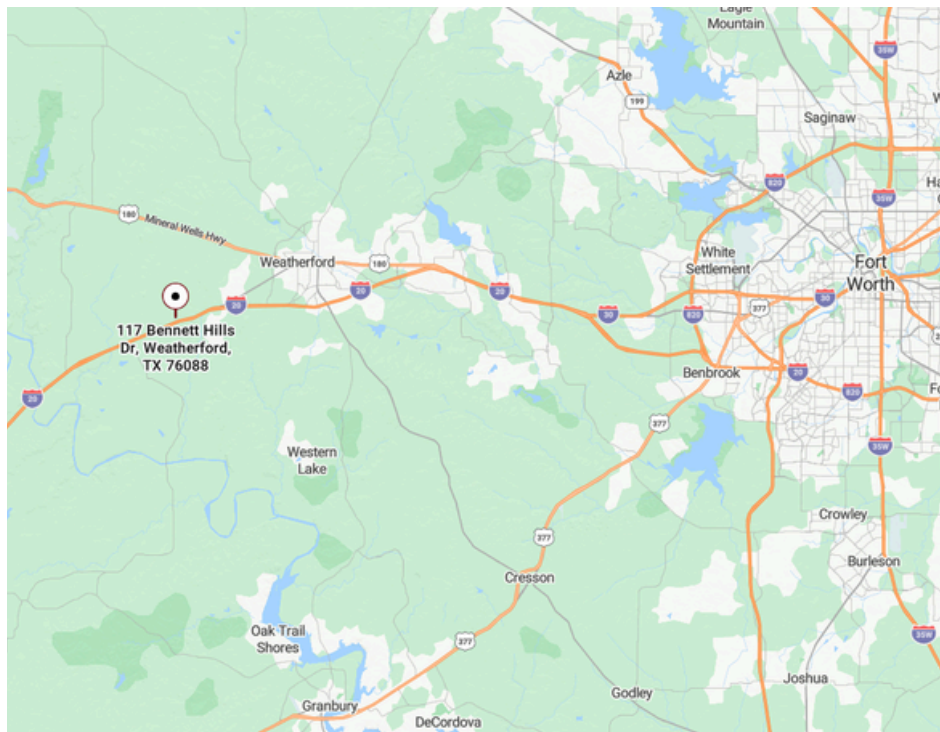 Eagle
Mountain
35W
Azle
199
Saginaw
820
35W
180
Mineral Wells Hwy
Weatherford
180
White
Settlement
Fort
Worth
20
20
20
30
820
377
30
117 Bennett Hills
Dr, Weatherford,
TX 76088
Benbrook
20
820
20
377
35W
Western
Lake
Crowley
377
Burleson
Cresson
Oak Trail
Shores
377
35W
Joshua
Godley
Granbury
DeCordova